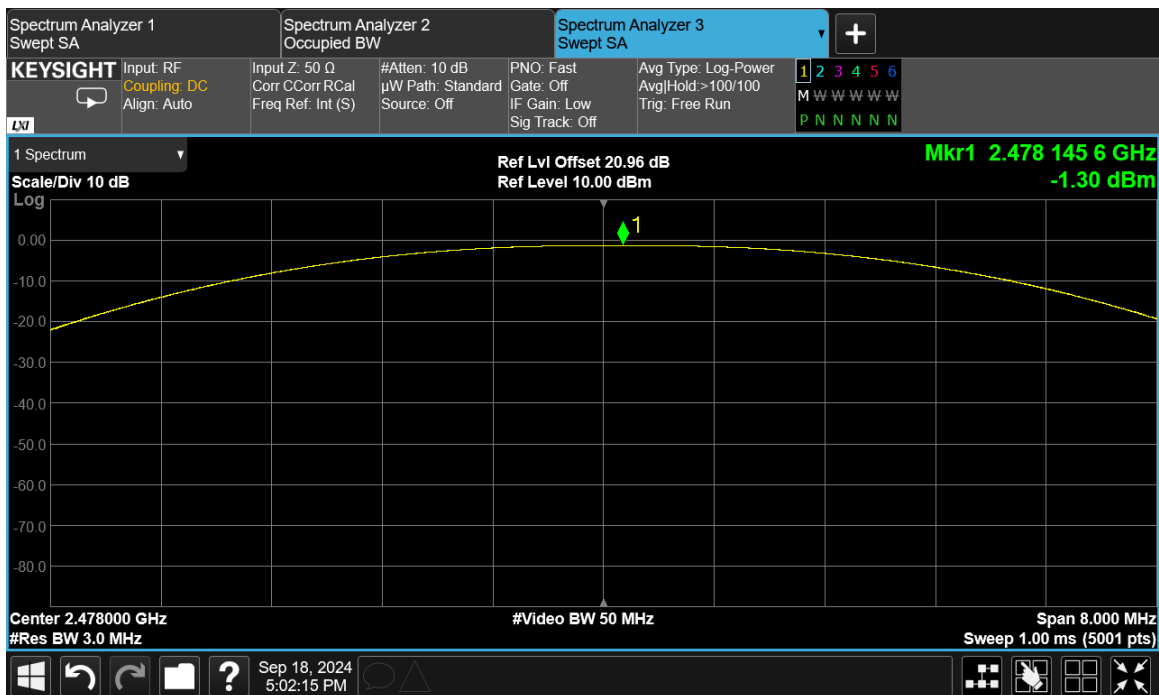 Spectrum Analyzer 1
Swept SA
Spectrum Analyzer 2
Occupied BW
Spectrum Analyzer 3
Swept SA
KEYSIGHT
LXI
Input: RF
Coupling: DC
Align: Auto
Input Z: 50 Ω
Corr CCorr RCal
Freq Ref: Int (S)
#Atten: 10 dB
µW Path: Standard
Source: Off
PNO: Fast
Gate: Off
IF Gain: Low
Sig Track: Off
Avg Type: Log-Power
Avg|Hold:>100/100
Trig: Free Run
1 2 3 4 5 6
M W W W W W
P N N N N N
1 Spectrum
Scale/Div 10 dB
Log
Ref Lvl Offset 20.96 dB
Ref Level 10.00 dBm
Mkr1 2.478 145 6 GHz
-1.30 dBm
1
0.00
-10.0
-20.0
-30.0
-40.0
-50.0
-60.0
-70.0
-80.0
Center 2.478000 GHz
#Res BW 3.0 MHz
#Video BW 50 MHz
Span 8.000 MHz
Sweep 1.00 ms (5001 pts)
?
Sep 18, 2024
5:02:15 PM